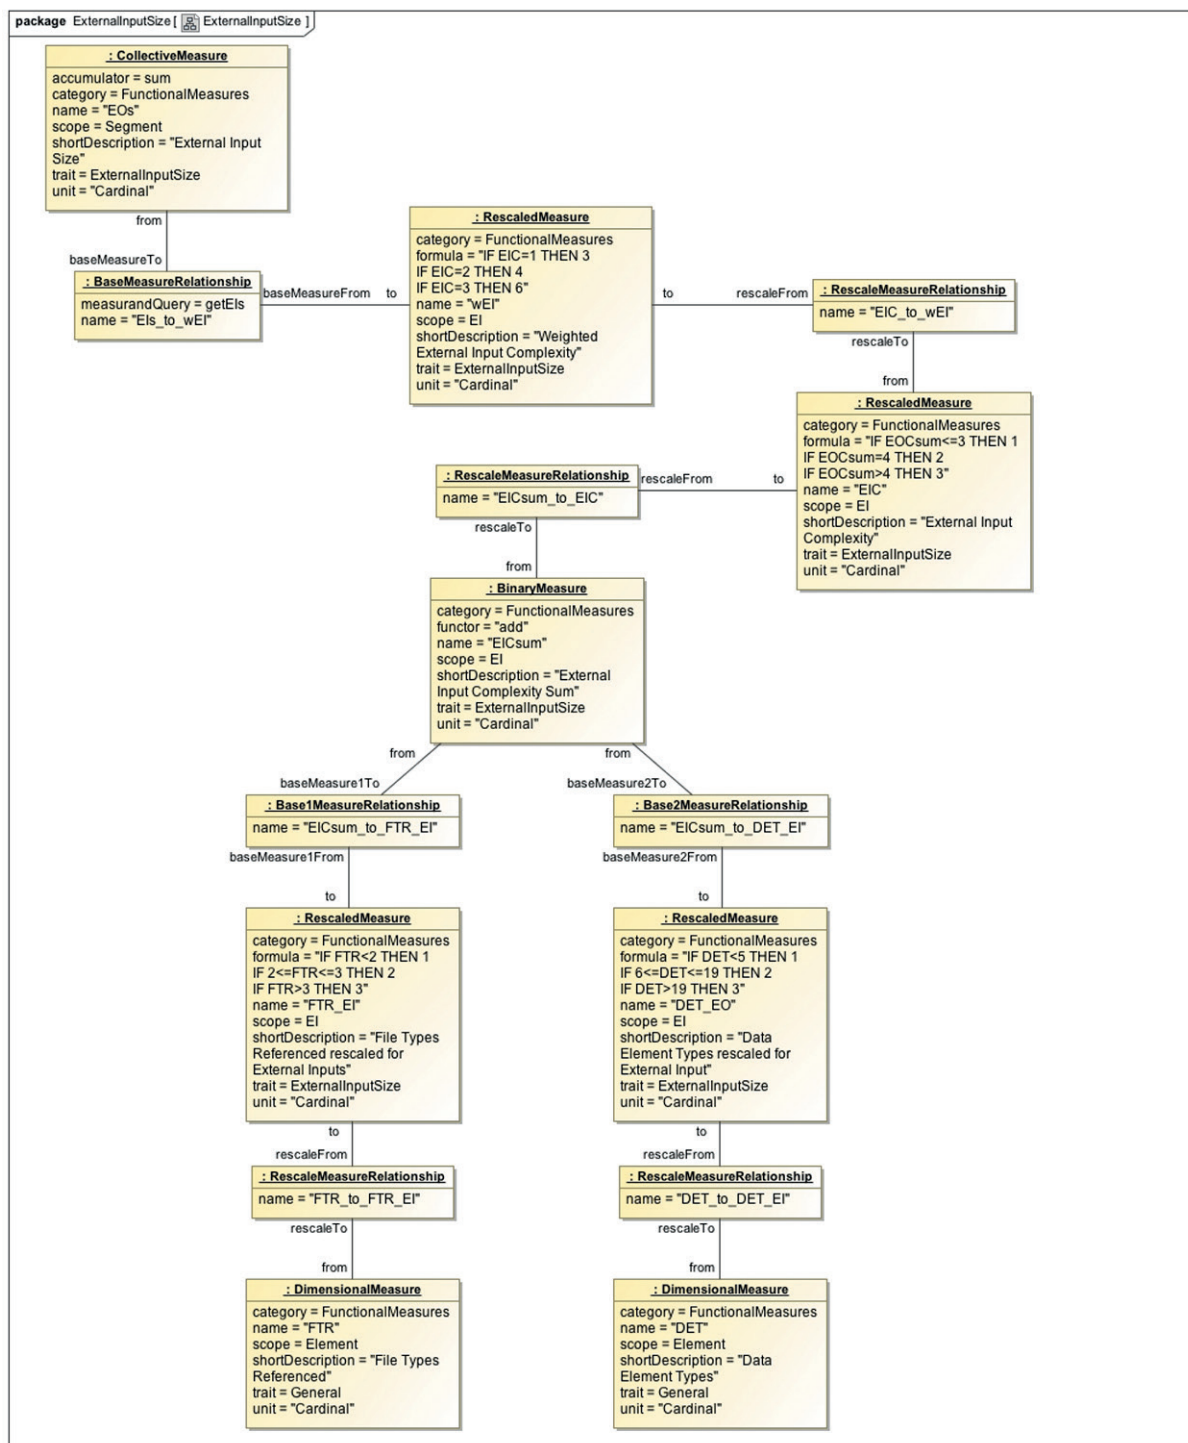 package ExternalInputSize [ ExternalInputSize ]
: CollectiveMeasure
accumulator = sum
category = FunctionalMeasures
name = "EOs"
scope = Segment
shortDescription = "External Input
Size"
trait = ExternalInputSize
unit = "Cardinal"
from
baseMeasureTo
: BaseMeasureRelationship
measurandQuery = getEIs
name = "EIs_to_wEI"
baseMeasureFrom
to
: RescaledMeasure
category = FunctionalMeasures
formula = "IF EIC=1 THEN 3
IF EIC=2 THEN 4
IF EIC=3 THEN 6"
name = "wEI"
scope = EI
shortDescription = "Weighted
External Input Complexity"
trait = ExternalInputSize
unit = "Cardinal"
to
rescaleFrom
: RescaleMeasureRelationship
name = "EIC_to_wEI"
rescaleTo
from
: RescaledMeasure
category = FunctionalMeasures
formula = "IF EOCsum<=3 THEN 1
IF EOCsum=4 THEN 2
IF EOCsum>4 THEN 3"
name = "EIC"
scope = EI
shortDescription = "External Input
Complexity"
trait = ExternalInputSize
unit = "Cardinal"
to
rescaleFrom
: RescaleMeasureRelationship
name = "EICsum_to_EIC"
rescaleTo
from
: BinaryMeasure
category = FunctionalMeasures
functor = "add"
name = "EICsum"
scope = EI
shortDescription = "External
Input Complexity Sum"
trait = ExternalInputSize
unit = "Cardinal"
from
baseMeasure1To
: Base1MeasureRelationship
name = "EICsum_to_FTR_EI"
baseMeasure1From
to
: RescaledMeasure
category = FunctionalMeasures
formula = "IF FTR<2 THEN 1
IF 2<=FTR<=3 THEN 2
IF FTR>3 THEN 3"
name = "FTR_EI"
scope = EI
shortDescription = "File Types
Referenced rescaled for
External Inputs"
trait = ExternalInputSize
unit = "Cardinal"
to
rescaleFrom
: RescaleMeasureRelationship
name = "FTR_to_FTR_EI"
rescaleTo
from
: DimensionalMeasure
category = FunctionalMeasures
name = "FTR"
scope = Element
shortDescription = "File Types
Referenced"
trait = General
unit = "Cardinal"
from
baseMeasure2To
: Base2MeasureRelationship
name = "EICsum_to_DET_EI"
baseMeasure2From
to
: RescaledMeasure
category = FunctionalMeasures
formula = "IF DET<5 THEN 1
IF 6<=DET<=19 THEN 2
IF DET>19 THEN 3"
name = "DET_EO"
scope = EI
shortDescription = "Data
Element Types rescaled for
External Input"
trait = ExternalInputSize
unit = "Cardinal"
to
rescaleFrom
: RescaleMeasureRelationship
name = "DET_to_DET_EI"
rescaleTo
from
: DimensionalMeasure
category = FunctionalMeasures
name = "DET"
scope = Element
shortDescription = "Data
Element Types"
trait = General
unit = "Cardinal"